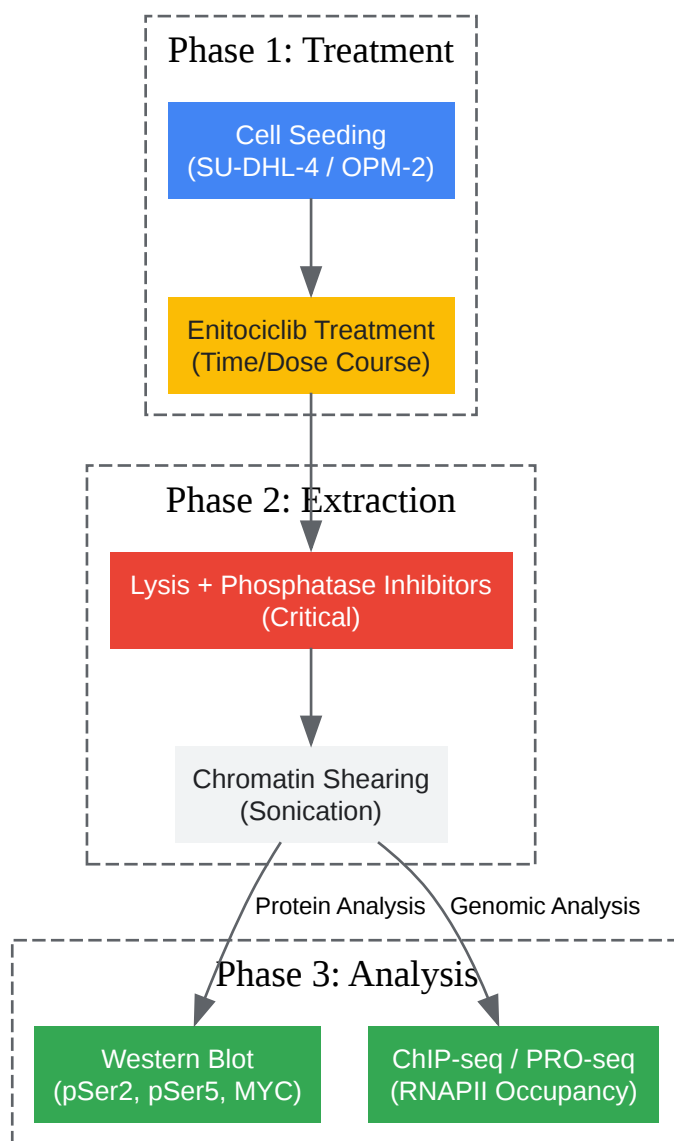 Phase 1: Treatment
Cell Seeding
(SU-DHL-4 / OPM-2)
Enitociclib Treatment
(Time/Dose Course)
Phase 2: Extraction
Lysis + Phosphatase Inhibitors
(Critical)
Chromatin Shearing
(Sonication)
Protein Analysis
Genomic Analysis
Phase 3: Analysis
Western Blot
(pSer2, pSer5, MYC)
ChIP-seq / PRO-seq
(RNAPII Occupancy)